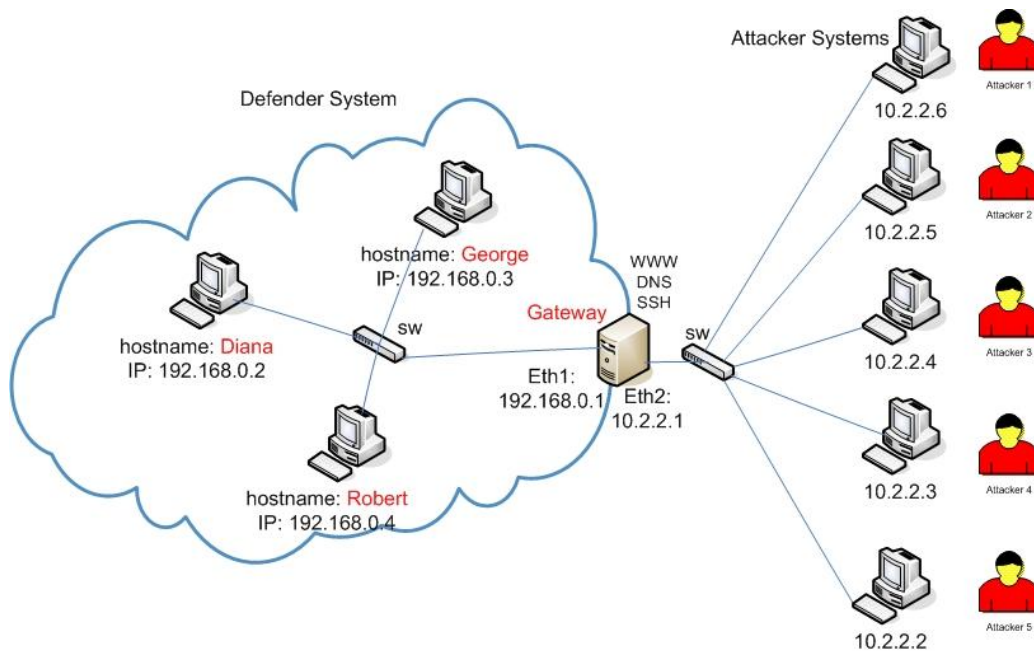 Attacker Systems
Attacker 1
10.2.2.6
Defender System
Attacker 2
10.2.2.5
hostname: George
IP: 192.168.0.3
WWW
DNS
SSH
Gateway
sw
sw
hostname: Diana
IP: 192.168.0.2
Attacker 3
10.2.2.4
Eth1:
192.168.0.1
Eth2:
10.2.2.1
Attacker 4
10.2.2.3
hostname: Robert
IP: 192.168.0.4
Attacker 5
10.2.2.2